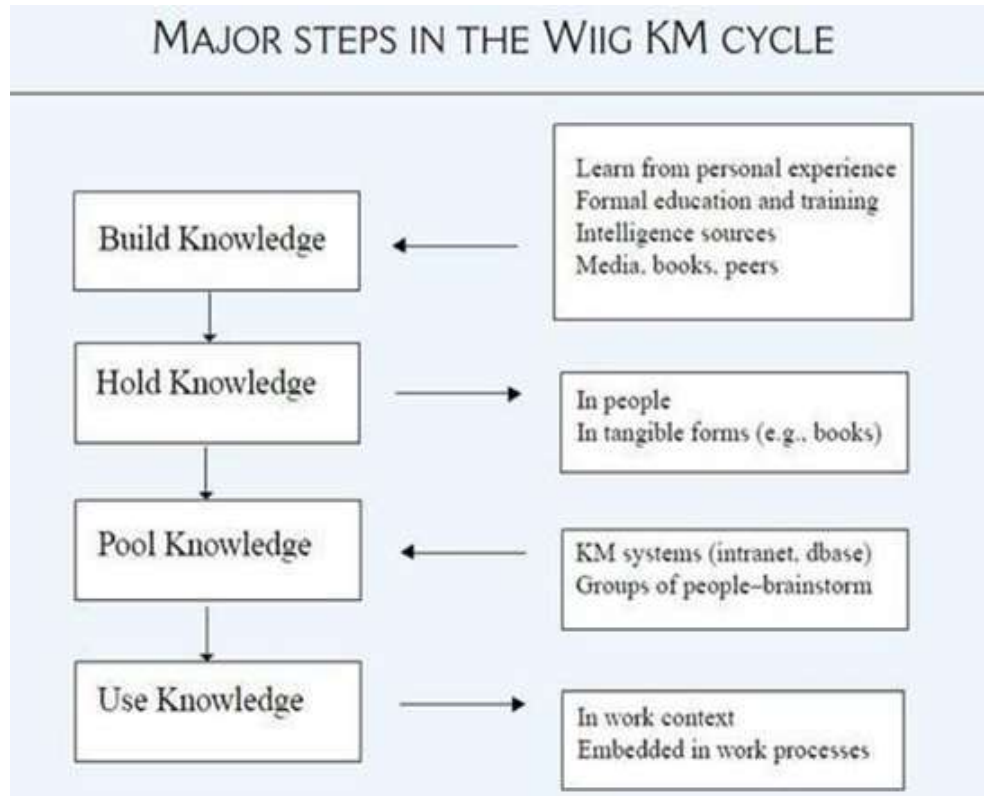 MAJOR STEPS IN THE WIIG KM CYCLE
Build Knowledge
Learn from personal experience
Formal education and training
Intelligence sources
Media, books, peers
Hold Knowledge
In people
In tangible forms (e.g., books)
Pool Knowledge
KM systems (intranet, dbase)
Groups of people–brainstorm
Use Knowledge
In work context
Embedded in work processes